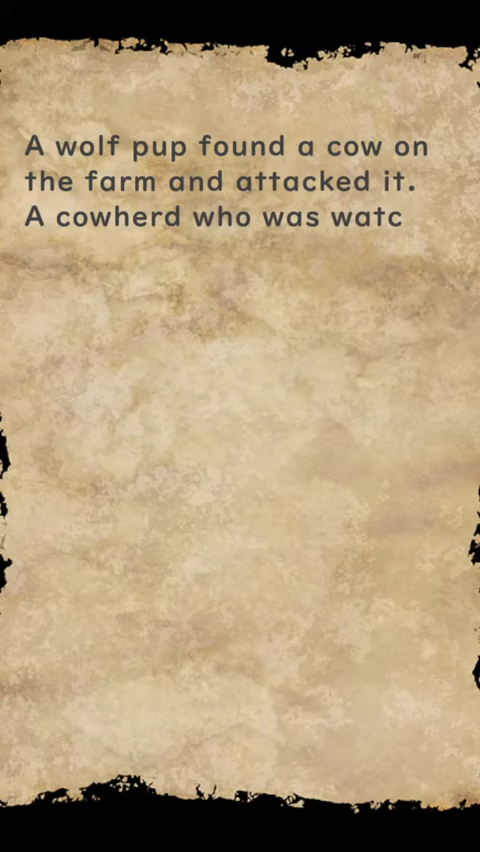 A wolf pup found a cow on
the farm and attacked it.
A cowherd who was watc